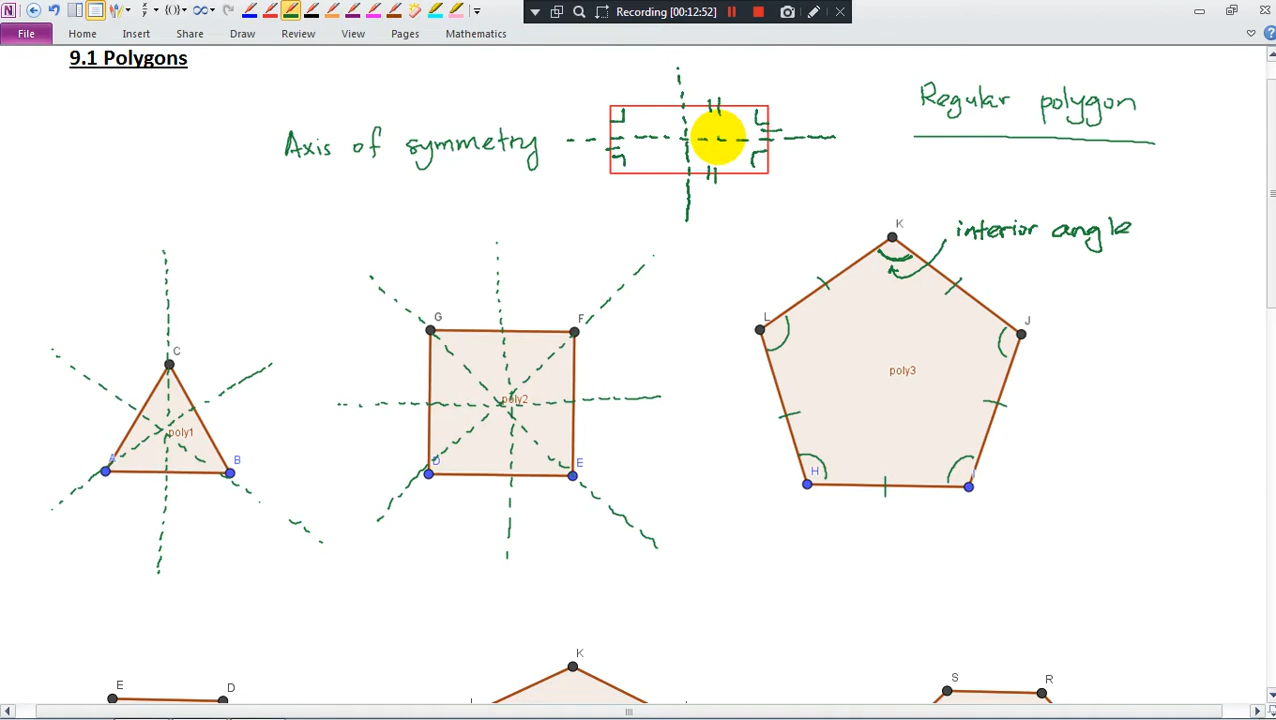 Recording [00:12:52]
File Home Insert Share Draw Review View Pages Mathematics
9.1 Polygons
Regular polygon
Axis of symmetry
K
interior angle
G F
L J
C
poly3
poly2
poly1
A B
D E
H I
K
E D
S R